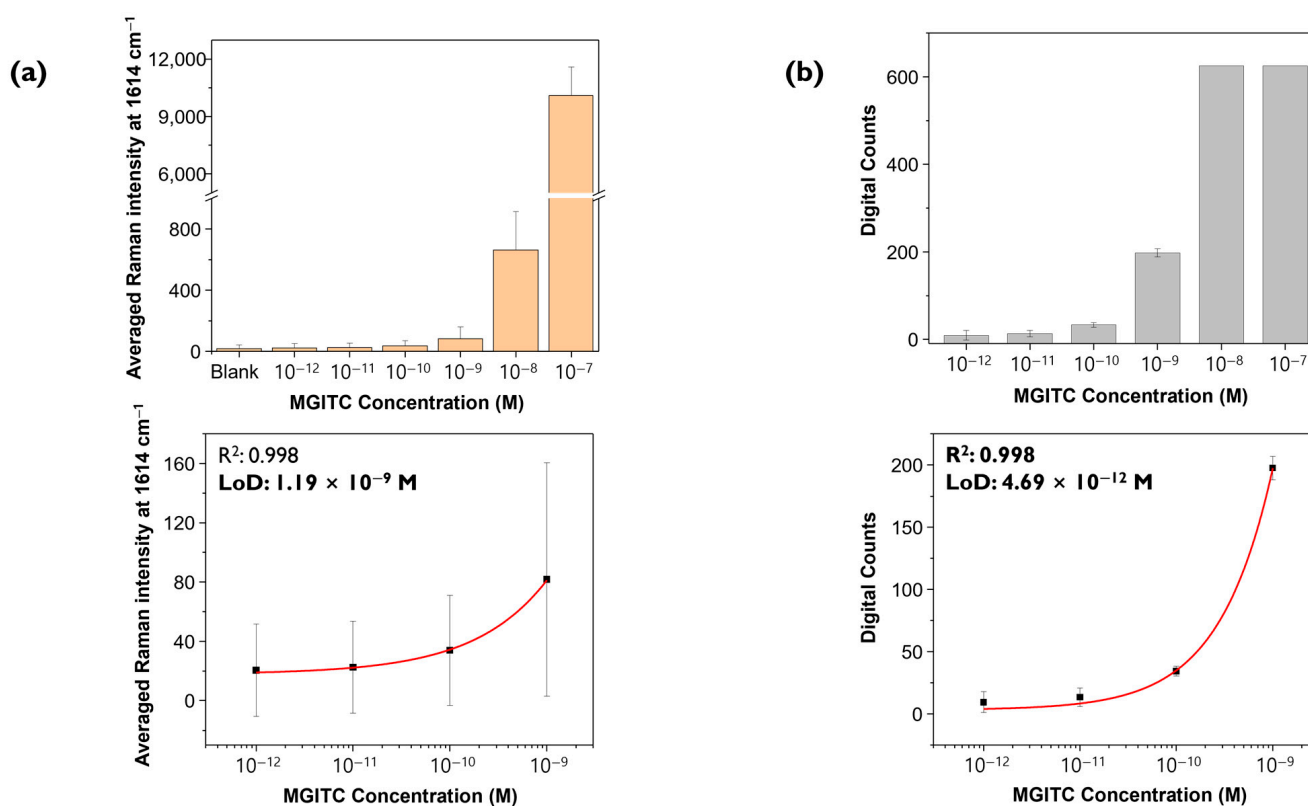 (a)
Averaged Raman intensity at 1614 cm⁻¹
12,000
9,000
6,000
800
400
0
Blank 10⁻¹² 10⁻¹¹ 10⁻¹⁰ 10⁻⁹ 10⁻⁸ 10⁻⁷
MGITC Concentration (M)
(b)
Digital Counts
600
400
200
0
10⁻¹² 10⁻¹¹ 10⁻¹⁰ 10⁻⁹ 10⁻⁸ 10⁻⁷
MGITC Concentration (M)
Averaged Raman intensity at 1614 cm⁻¹
R²: 0.998
LoD: 1.19 × 10⁻⁹ M
160
120
80
40
0
10⁻¹² 10⁻¹¹ 10⁻¹⁰ 10⁻⁹
MGITC Concentration (M)
Digital Counts
R²: 0.998
LoD: 4.69 × 10⁻¹² M
200
150
100
50
0
10⁻¹² 10⁻¹¹ 10⁻¹⁰ 10⁻⁹
MGITC Concentration (M)